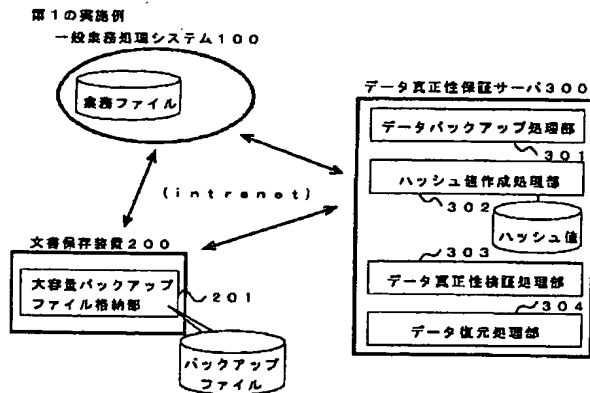 第1の実施例
一般業務処理システム100
業務ファイル
データ真正性保証サーバ300
データバックアップ処理部
301
ハッシュ値作成処理部
302
ハッシュ値
303
データ真正性検証処理部
304
データ復元処理部
(intranet)
文書保存装置200
大容量バックアップ
ファイル格納部
201
バックアップ
ファイル